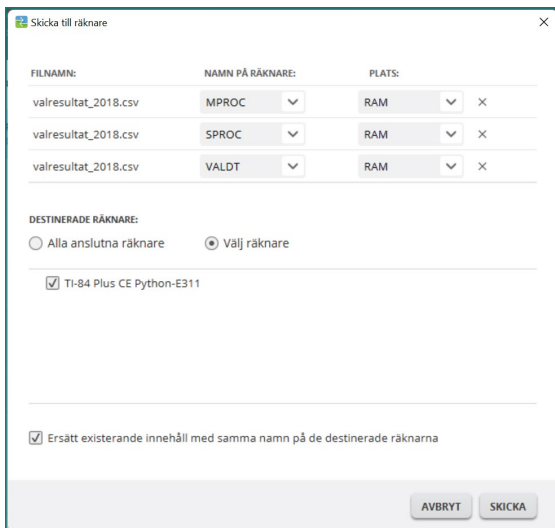 Skicka till räknare
FILNAMN: NAMN PÅ RÄKNARE: PLATS:
valresultat_2018.csv MPROC RAM
valresultat_2018.csv SPROC RAM
valresultat_2018.csv VALDT RAM
DESTINERADE RÄKNARE:
Alla anslutna räknare Välj räknare
TI-84 Plus CE Python-E311
Ersätt existerande innehåll med samma namn på de destinerade räknarna
AVBRYT SKICKA